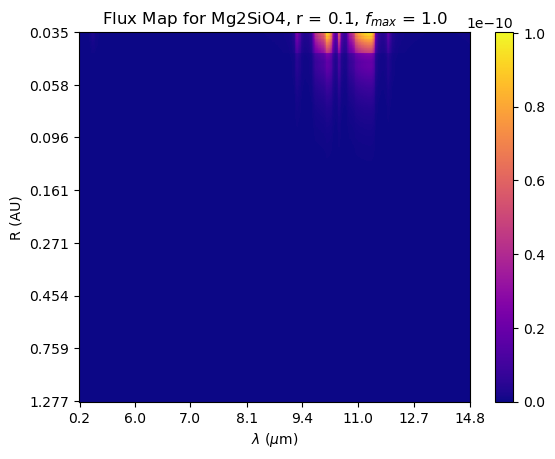 Flux Map for Mg2SiO4, r = 0.1, $f_{max}$ = 1.0
1e−10
0.035
0.058
0.096
0.161
0.271
0.454
0.759
1.277
R (AU)
0.2 6.0 7.0 8.1 9.4 11.0 12.7 14.8
λ (μm)
1.0
0.8
0.6
0.4
0.2
0.0